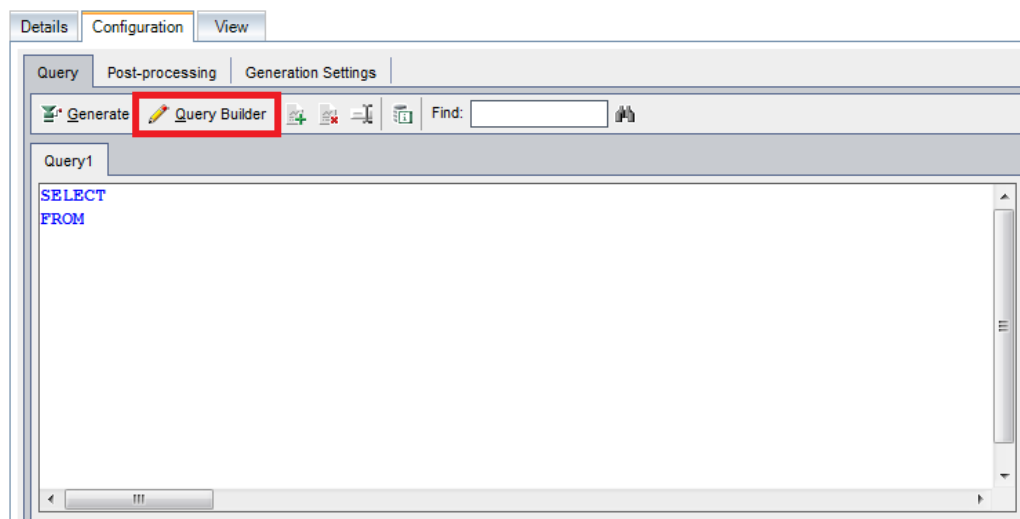 Details Configuration View
Query Post-processing Generation Settings
Generate Query Builder Find:
Query1
SELECT
FROM